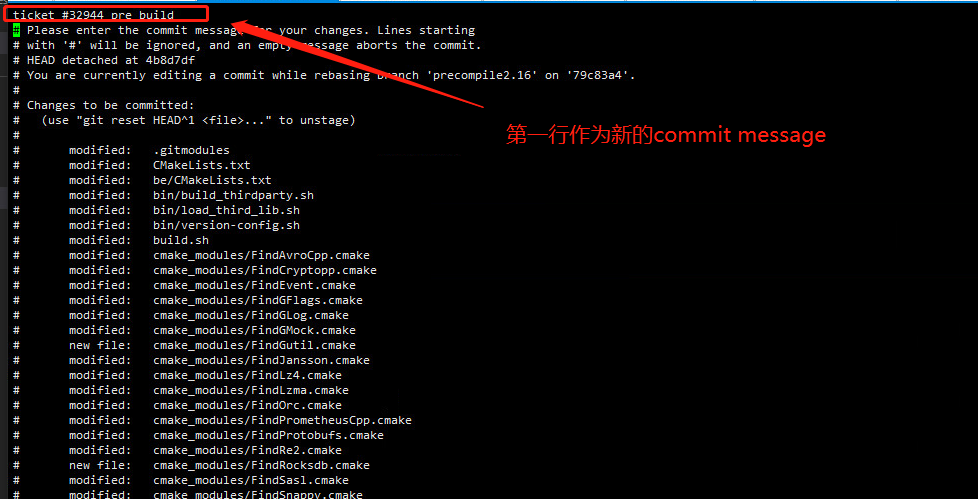 ticket #32944 pre build
# Please enter the commit message for your changes. Lines starting
# with '#' will be ignored, and an empty message aborts the commit.
# HEAD detached at 4b8d7df
# You are currently editing a commit while rebasing branch 'precompile2.16' on '79c83a4'.
#
# Changes to be committed:
#   (use "git reset HEAD^1 <file>..." to unstage)
#
第一行作为新的commit message
#       modified:   .gitmodules
#       modified:   CMakeLists.txt
#       modified:   be/CMakeLists.txt
#       modified:   bin/build_thirdparty.sh
#       modified:   bin/load_third_lib.sh
#       modified:   bin/version-config.sh
#       modified:   build.sh
#       modified:   cmake_modules/FindAvroCpp.cmake
#       modified:   cmake_modules/FindCryptopp.cmake
#       modified:   cmake_modules/FindEvent.cmake
#       modified:   cmake_modules/FindGFlags.cmake
#       modified:   cmake_modules/FindGLog.cmake
#       modified:   cmake_modules/FindGMock.cmake
#       new file:   cmake_modules/FindGutil.cmake
#       modified:   cmake_modules/FindJansson.cmake
#       modified:   cmake_modules/FindLz4.cmake
#       modified:   cmake_modules/FindLzma.cmake
#       modified:   cmake_modules/FindOrc.cmake
#       modified:   cmake_modules/FindPrometheusCpp.cmake
#       modified:   cmake_modules/FindProtobufs.cmake
#       modified:   cmake_modules/FindRe2.cmake
#       new file:   cmake_modules/FindRocksdb.cmake
#       modified:   cmake_modules/FindSasl.cmake
#       modified:   cmake_modules/FindSnappy.cmake